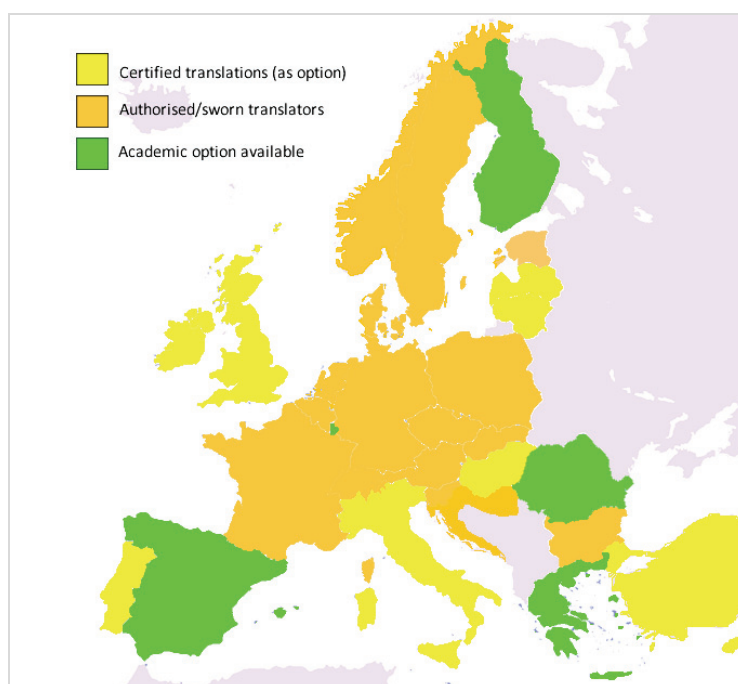 Certified translations (as option)
Authorised/sworn translators
Academic option available